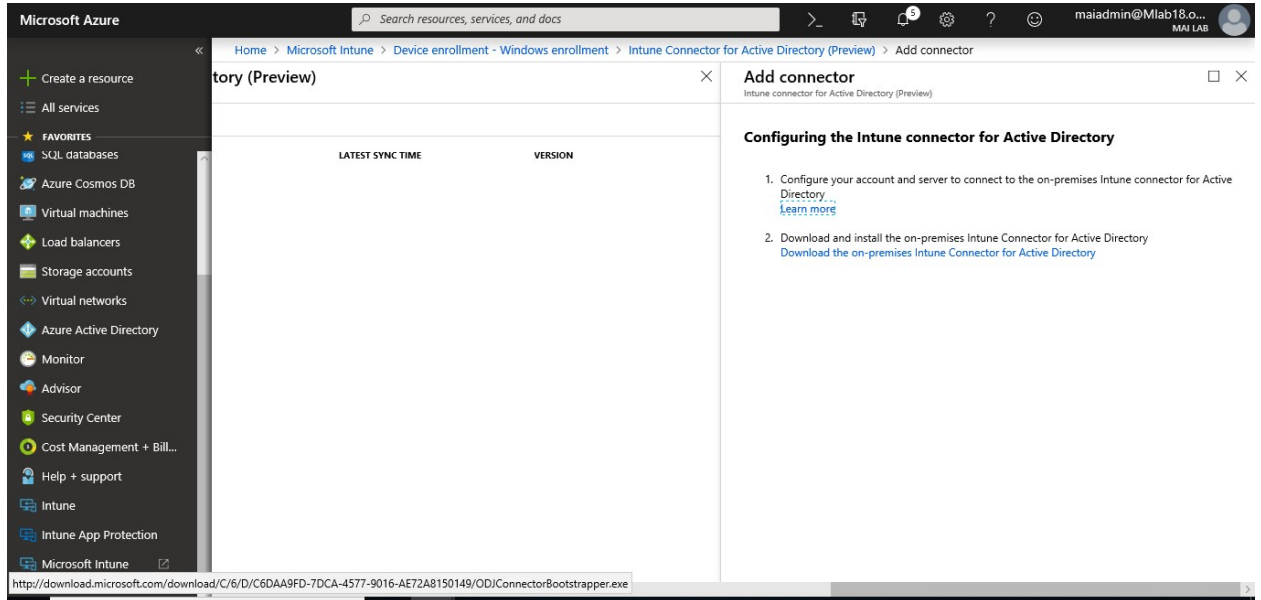 Microsoft Azure
Search resources, services, and docs
5
maiadmin@Mlab18.o...
MAI LAB
Home > Microsoft Intune > Device enrollment - Windows enrollment > Intune Connector for Active Directory (Preview) > Add connector
Create a resource
All services
FAVORITES
SQL databases
Azure Cosmos DB
Virtual machines
Load balancers
Storage accounts
Virtual networks
Azure Active Directory
Monitor
Advisor
Security Center
Cost Management + Bill...
Help + support
Intune
Intune App Protection
Microsoft Intune
tory (Preview)
LATEST SYNC TIME
VERSION
Add connector
Intune connector for Active Directory (Preview)
Configuring the Intune connector for Active Directory
1. Configure your account and server to connect to the on-premises Intune connector for Active
Directory
Learn more
2. Download and install the on-premises Intune Connector for Active Directory
Download the on-premises Intune Connector for Active Directory
http://download.microsoft.com/download/C/6/D/C6DAA9FD-7DCA-4577-9016-AE72A8150149/ODJConnectorBootstrapper.exe